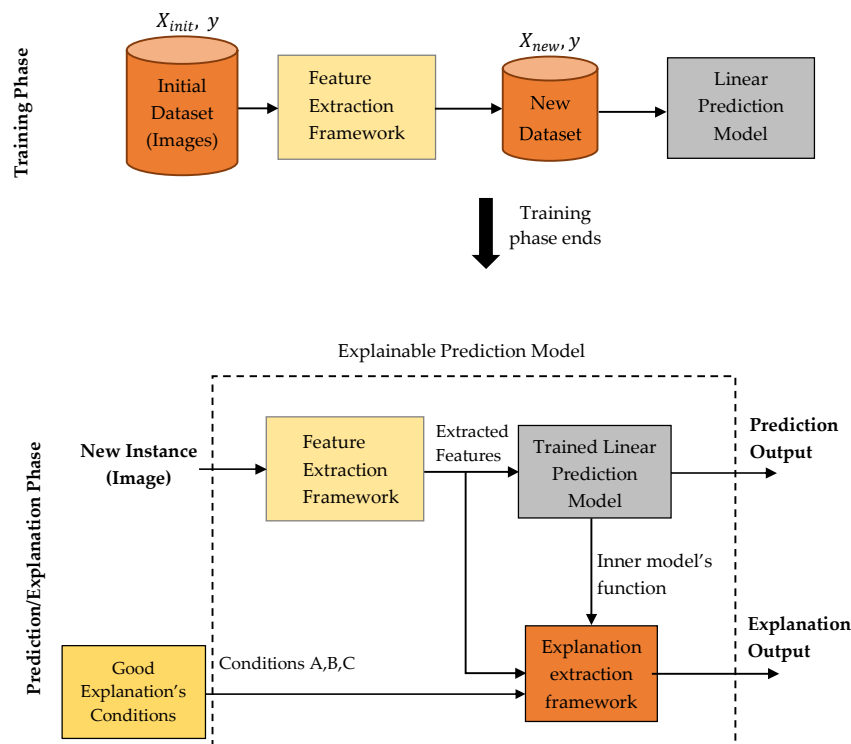 Training Phase
X_init, y
Initial
Dataset
(Images)
Feature
Extraction
Framework
X_new, y
New
Dataset
Linear
Prediction
Model
Training
phase ends
Prediction/Explanation Phase
Explainable Prediction Model
New Instance
(Image)
Feature
Extraction
Framework
Extracted
Features
Trained Linear
Prediction
Model
Prediction
Output
Inner model's
function
Good
Explanation's
Conditions
Conditions A,B,C
Explanation
extraction
framework
Explanation
Output